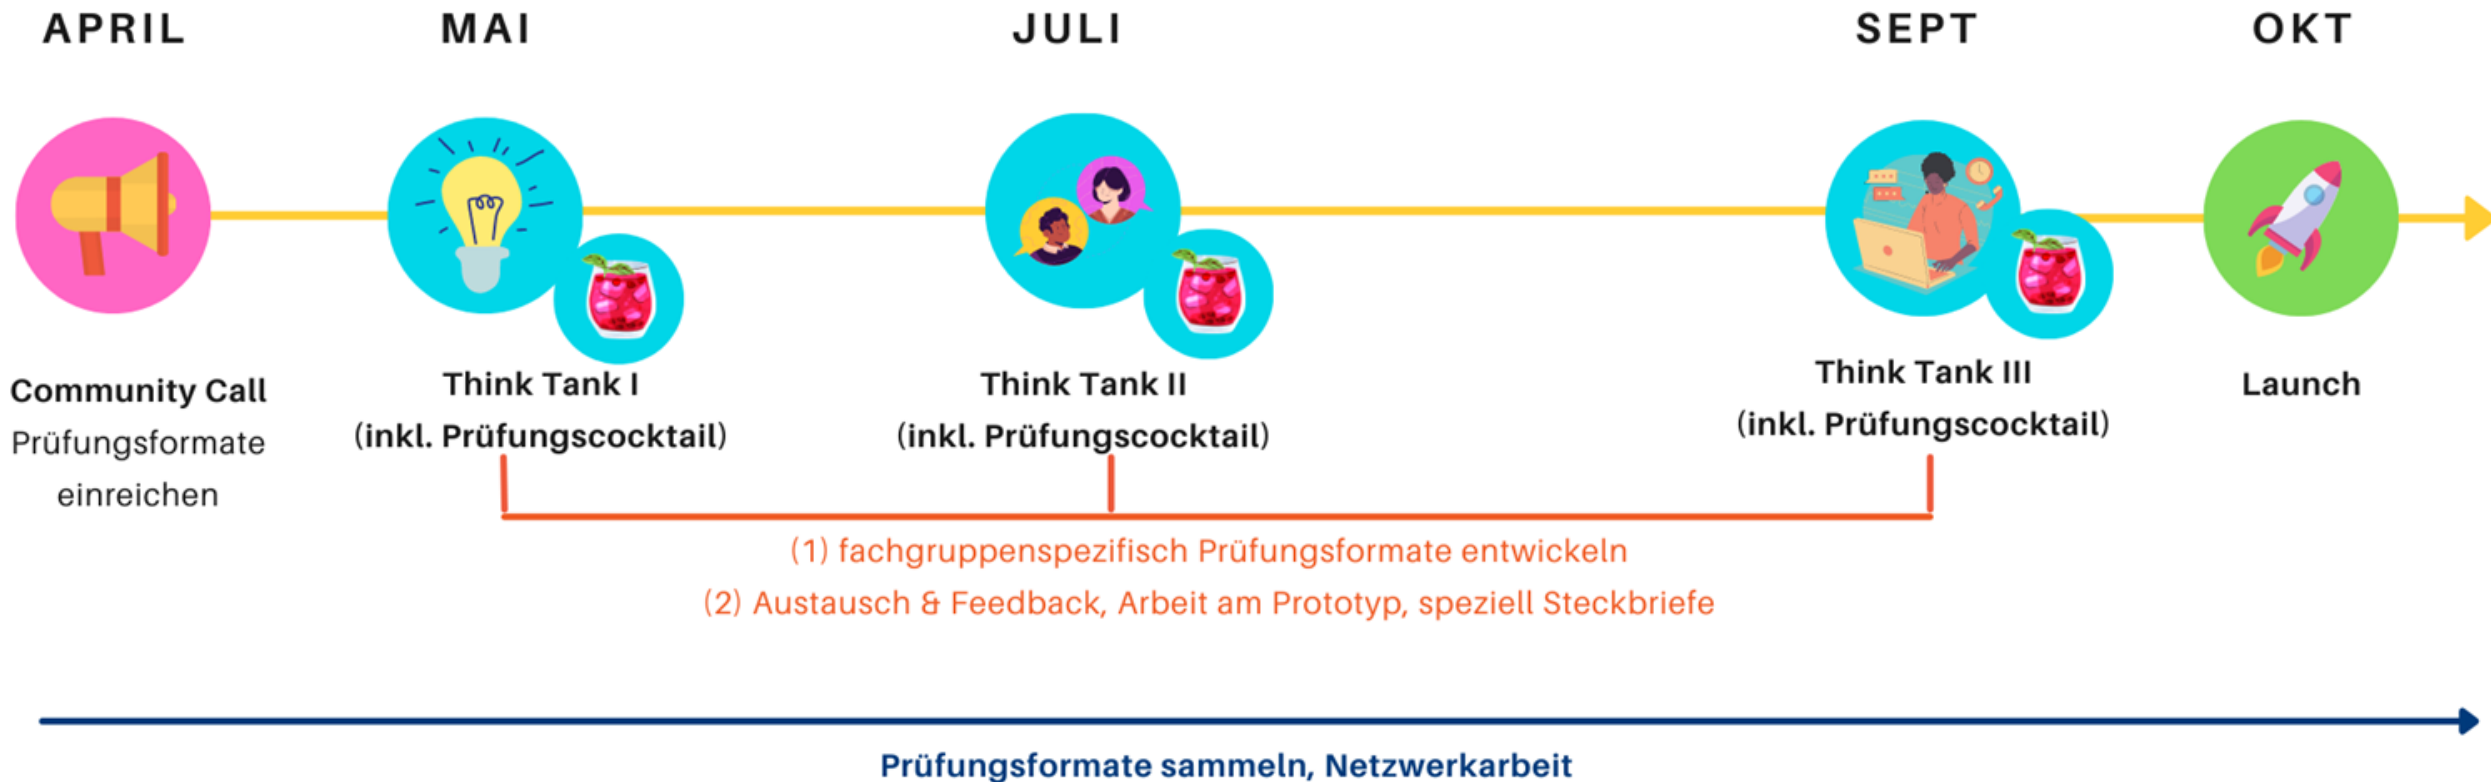 APRIL
MAI
JULI
SEPT
OKT
Community Call
Prüfungsformate
einreichen
Think Tank I
(inkl. Prüfungscocktail)
Think Tank II
(inkl. Prüfungscocktail)
Think Tank III
(inkl. Prüfungscocktail)
Launch
(1) fachgruppenspezifisch Prüfungsformate entwickeln
(2) Austausch & Feedback, Arbeit am Prototyp, speziell Steckbriefe
Prüfungsformate sammeln, Netzwerkarbeit